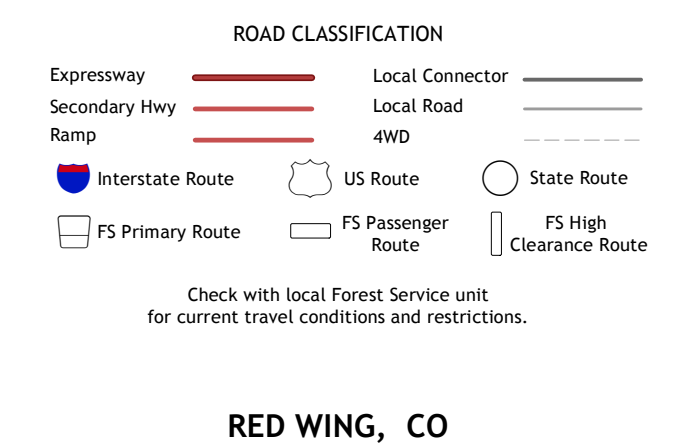 ROAD CLASSIFICATION
Expressway
Local Connector
Secondary Hwy
Local Road
Ramp
4WD
Interstate Route
US Route
State Route
FS Primary Route
FS Passenger
Route
FS High
Clearance Route
Check with local Forest Service unit
for current travel conditions and restrictions.
RED WING, CO